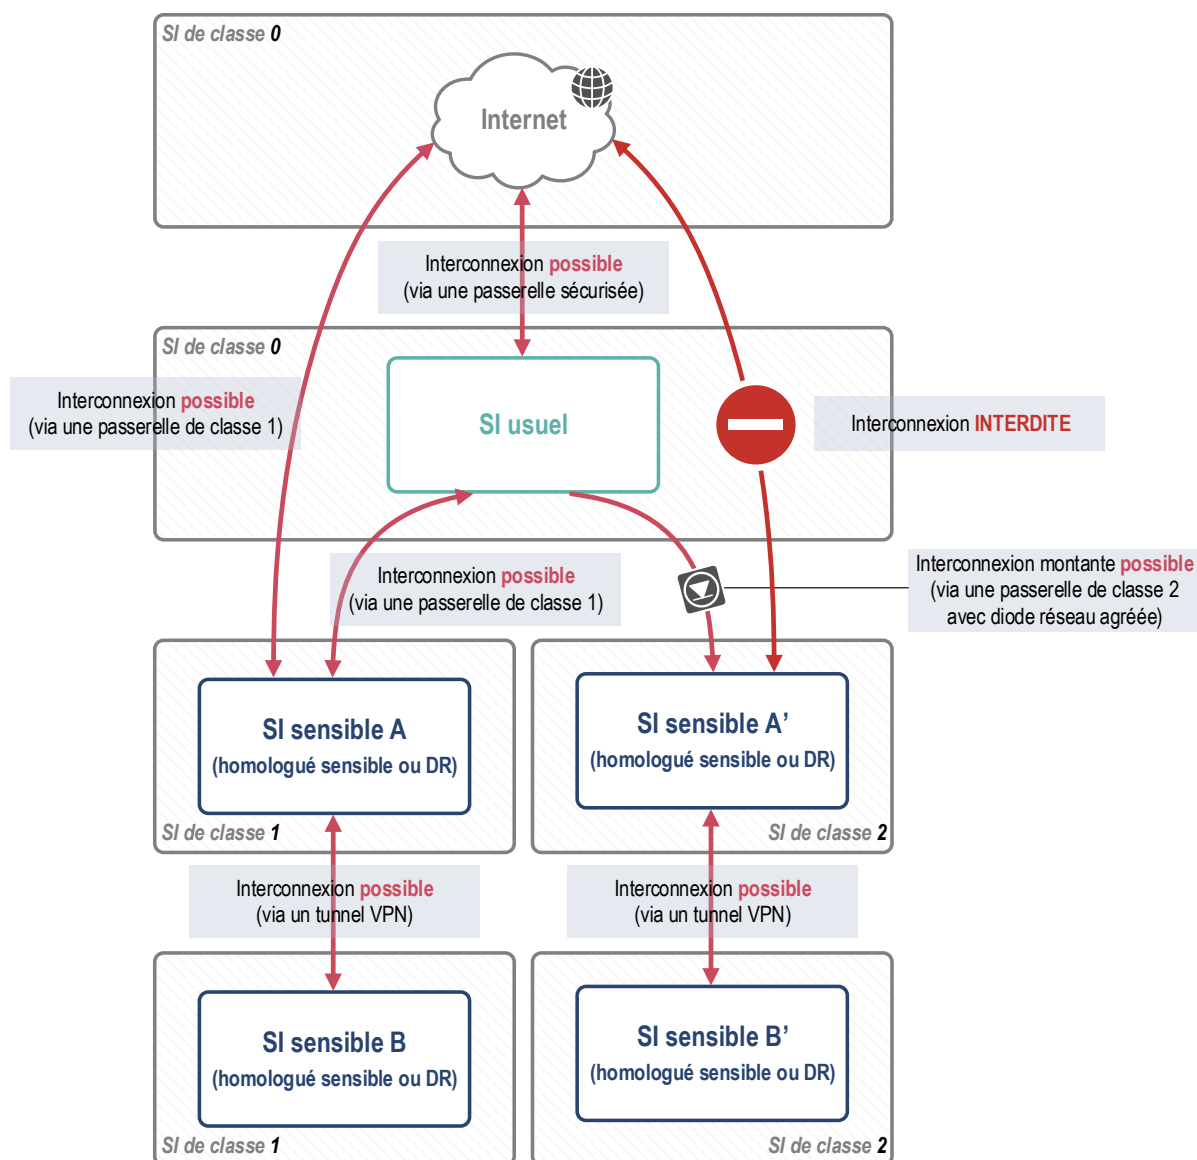 SI de classe 0
Internet
Interconnexion possible
(via une passerelle sécurisée)
SI de classe 0
Interconnexion possible
(via une passerelle de classe 1)
SI usuel
Interconnexion INTERDITE
Interconnexion possible
(via une passerelle de classe 1)
Interconnexion montante possible
(via une passerelle de classe 2
avec diode réseau agréée)
SI sensible A
(homologué sensible ou DR)
SI de classe 1
SI sensible A’
(homologué sensible ou DR)
SI de classe 2
Interconnexion possible
(via un tunnel VPN)
Interconnexion possible
(via un tunnel VPN)
SI sensible B
(homologué sensible ou DR)
SI de classe 1
SI sensible B’
(homologué sensible ou DR)
SI de classe 2